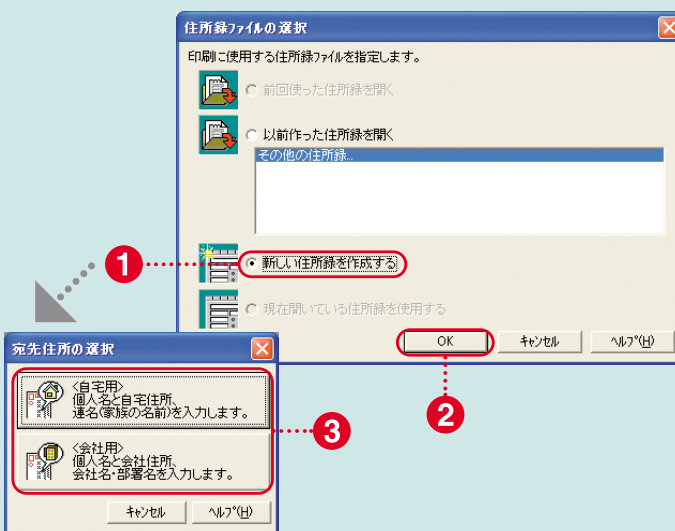 住所録ファイルの選択
印刷に使用する住所録ファイルを指定します。
前回使った住所録を開く
以前作った住所録を開く
その他の住所録...
1
新しい住所録を作成する
現在開いている住所録を使用する
OK
キャンセル
ヘルプ(H)
2
宛先住所の選択
<自宅用>
個人名と自宅住所、
連名(家族の名前)を入力します。
3
<会社用>
個人名と会社住所、
会社名・部署名を入力します。
キャンセル
ヘルプ(H)